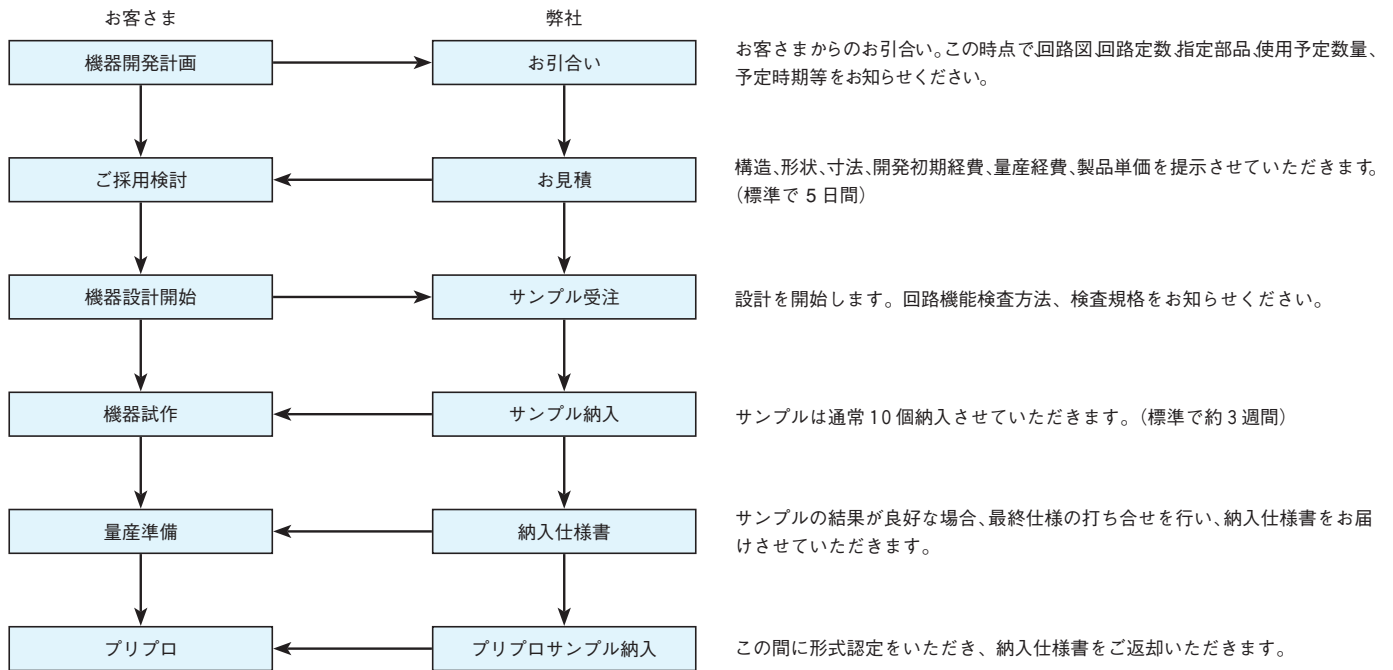 お客さま
弊社
機器開発計画
お引合い
お客さまからのお引合い。この時点で、回路図、回路定数、指定部品、使用予定数量、
予定時期等をお知らせください。
ご採用検討
お見積
構造、形状、寸法、開発初期経費、量産経費、製品単価を提示させていただきます。
(標準で 5 日間)
機器設計開始
サンプル受注
設計を開始します。回路機能検査方法、検査規格をお知らせください。
機器試作
サンプル納入
サンプルは通常 10 個納入させていただきます。(標準で約 3 週間)
量産準備
納入仕様書
サンプルの結果が良好な場合、最終仕様の打ち合せを行い、納入仕様書をお届
けさせていただきます。
プリプロ
プリプロサンプル納入
この間に形式認定をいただき、納入仕様書をご返却いただきます。